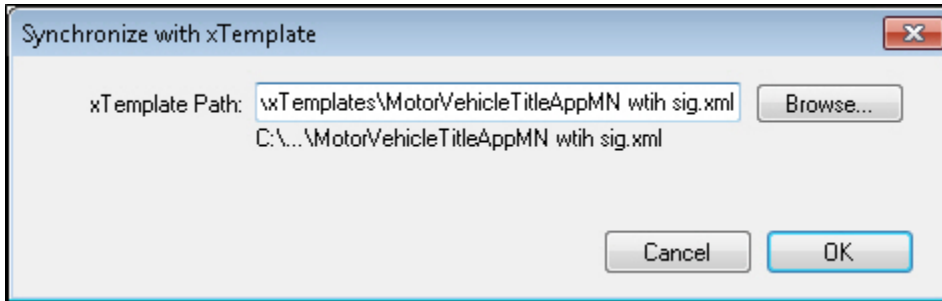 Synchronize with xTemplate
xTemplate Path: \xTemplates\MotorVehicleTitleAppMN wtih sig.xml Browse...
C:\...\MotorVehicleTitleAppMN wtih sig.xml
Cancel OK